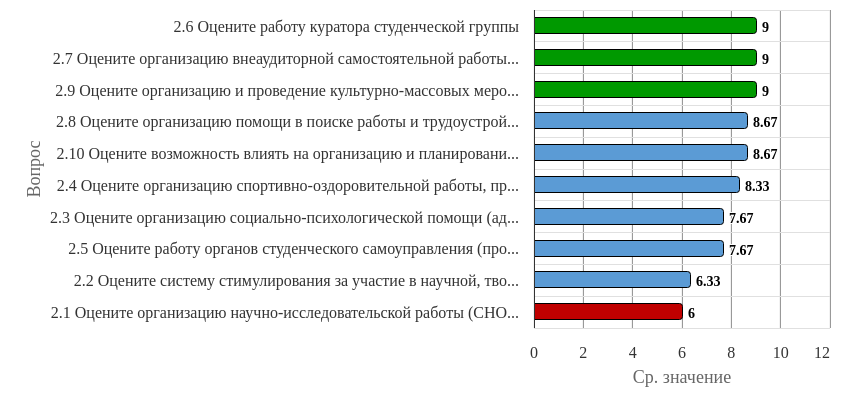 2.6 Оцените работу куратора студенческой группы 9
2.7 Оцените организацию внеаудиторной самостоятельной работы... 9
2.9 Оцените организацию и проведение культурно-массовых меро... 9
2.8 Оцените организацию помощи в поиске работы и трудоустрой... 8.67
2.10 Оцените возможность влиять на организацию и планировани... 8.67
2.4 Оцените организацию спортивно-оздоровительной работы, пр... 8.33
2.3 Оцените организацию социально-психологической помощи (ад... 7.67
2.5 Оцените работу органов студенческого самоуправления (про... 7.67
2.2 Оцените систему стимулирования за участие в научной, тво... 6.33
2.1 Оцените организацию научно-исследовательской работы (СНО... 6
Вопрос
0 2 4 6 8 10 12
Ср. значение